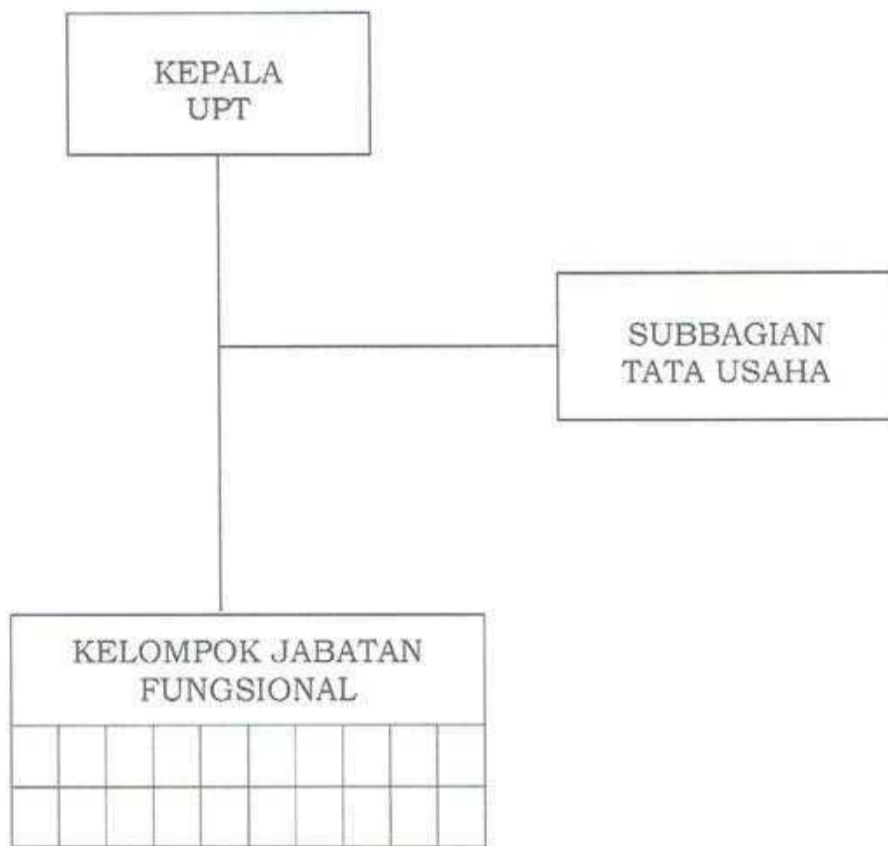 KEPALA
UPT
SUBBAGIAN
TATA USAHA
KELOMPOK JABATAN
FUNGSIONAL